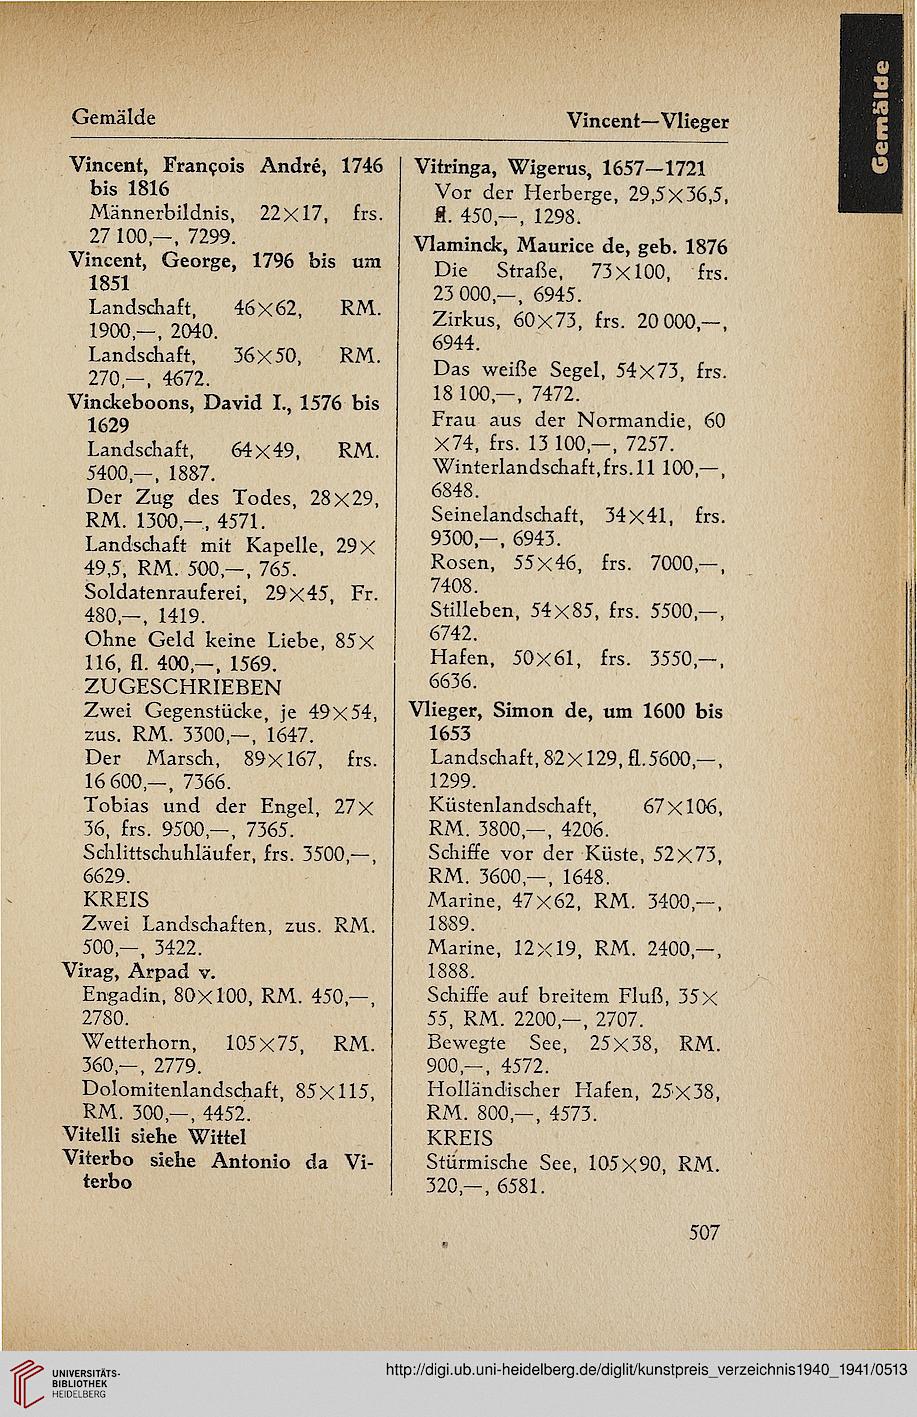 Gemälde
Vincent—Vlieger
Gemälde
Vincent, François André, 1746
bis 1816
Männerbildnis, 22×17, frs.
27 100,—, 7299.
Vincent, George, 1796 bis um
1851
Landschaft, 46×62, RM.
1900,—, 2040.
Landschaft, 36×50, RM.
270,—, 4672.
Vinckeboons, David I., 1576 bis
1629
Landschaft, 64×49, RM.
5400,—, 1887.
Der Zug des Todes, 28×29,
RM. 1300,—, 4571.
Landschaft mit Kapelle, 29×
49,5, RM. 500,—, 765.
Soldatenrauferei, 29×45, Fr.
480,—, 1419.
Ohne Geld keine Liebe, 85×
116, fl. 400,—, 1569.
ZUGESCHRIEBEN
Zwei Gegenstücke, je 49×54,
zus. RM. 3300,—, 1647.
Der Marsch, 89×167, frs.
16 600,—, 7366.
Tobias und der Engel, 27×
36, frs. 9500,—, 7365.
Schlittschuhläufer, frs. 3500,—,
6629.
KREIS
Zwei Landschaften, zus. RM.
500,—, 3422.
Virag, Arpad v.
Engadin, 80×100, RM. 450,—,
2780.
Wetterhorn, 105×75, RM.
360,—, 2779.
Dolomitenlandschaft, 85×115,
RM. 300,—, 4452.
Vitelli siehe Wittel
Viterbo siehe Antonio da Vi-
terbo
Vitringa, Wigerus, 1657—1721
Vor der Herberge, 29,5×36,5,
fl. 450,—, 1298.
Vlaminck, Maurice de, geb. 1876
Die Straße, 73×100, frs.
23 000,—, 6945.
Zirkus, 60×73, frs. 20 000,—,
6944.
Das weiße Segel, 54×73, frs.
18 100,—, 7472.
Frau aus der Normandie, 60
×74, frs. 13 100,—, 7257.
Winterlandschaft, frs. 11 100,—,
6848.
Seinelandschaft, 34×41, frs.
9300,—, 6943.
Rosen, 55×46, frs. 7000,—,
7408.
Stilleben, 54×85, frs. 5500,—,
6742.
Hafen, 50×61, frs. 3550,—,
6636.
Vlieger, Simon de, um 1600 bis
1653
Landschaft, 82×129, fl. 5600,—,
1299.
Küstenlandschaft, 67×106,
RM. 3800,—, 4206.
Schiffe vor der Küste, 52×73,
RM. 3600,—, 1648.
Marine, 47×62, RM. 3400,—,
1889.
Marine, 12×19, RM. 2400,—,
1888.
Schiffe auf breitem Fluß, 35×
55, RM. 2200,—, 2707.
Bewegte See, 25×38, RM.
900,—, 4572.
Holländischer Hafen, 25×38,
RM. 800,—, 4573.
KREIS
Stürmische See, 105×90, RM.
320,—, 6581.
507
UNIVERSITÄTS-
BIBLIOTHEK
HEIDELBERG
http://digi.ub.uni-heidelberg.de/diglit/kunstpreis_verzeichnis1940_1941/0513